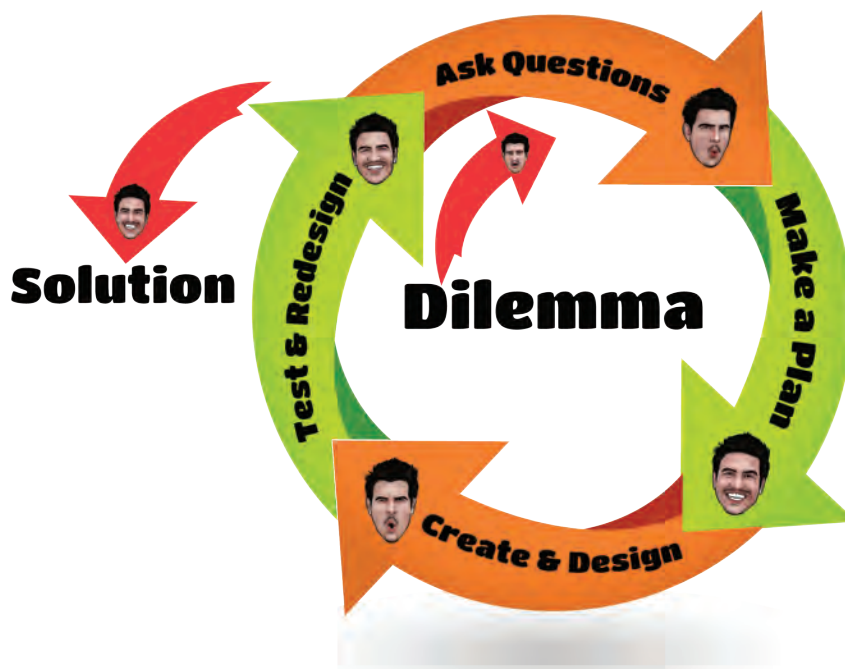 Ask Questions
Make a Plan
Create & Design
Test & Redesign
Solution
Dilemma